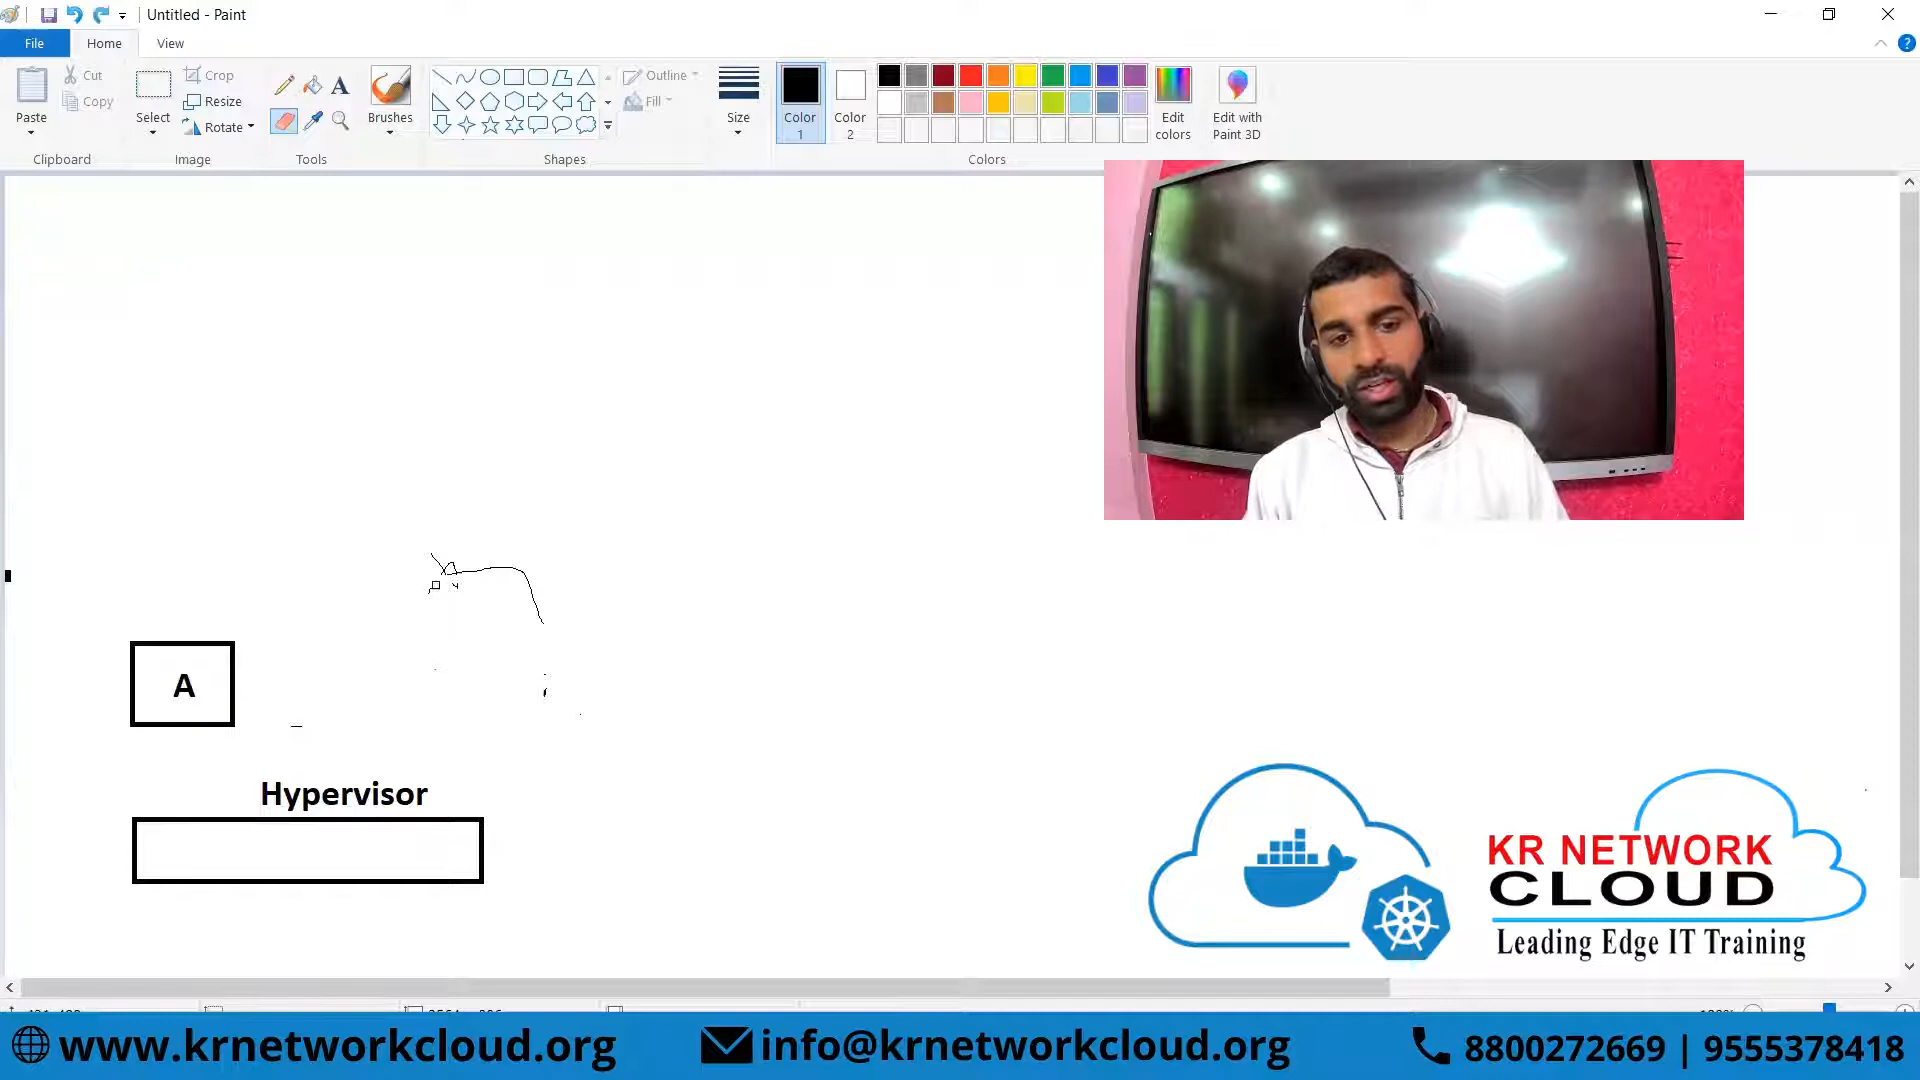 Untitled - Paint
File Home View
Paste
Cut
Copy
Clipboard
Select
Crop
Resize
Rotate
Image
Tools
Brushes
Shapes
Outline
Fill
Size
Color 1
Color 2
Colors
Edit colors
Edit with Paint 3D
A
Hypervisor
KR NETWORK
CLOUD
Leading Edge IT Training
www.krnetworkcloud.org info@krnetworkcloud.org 8800272669 | 9555378418